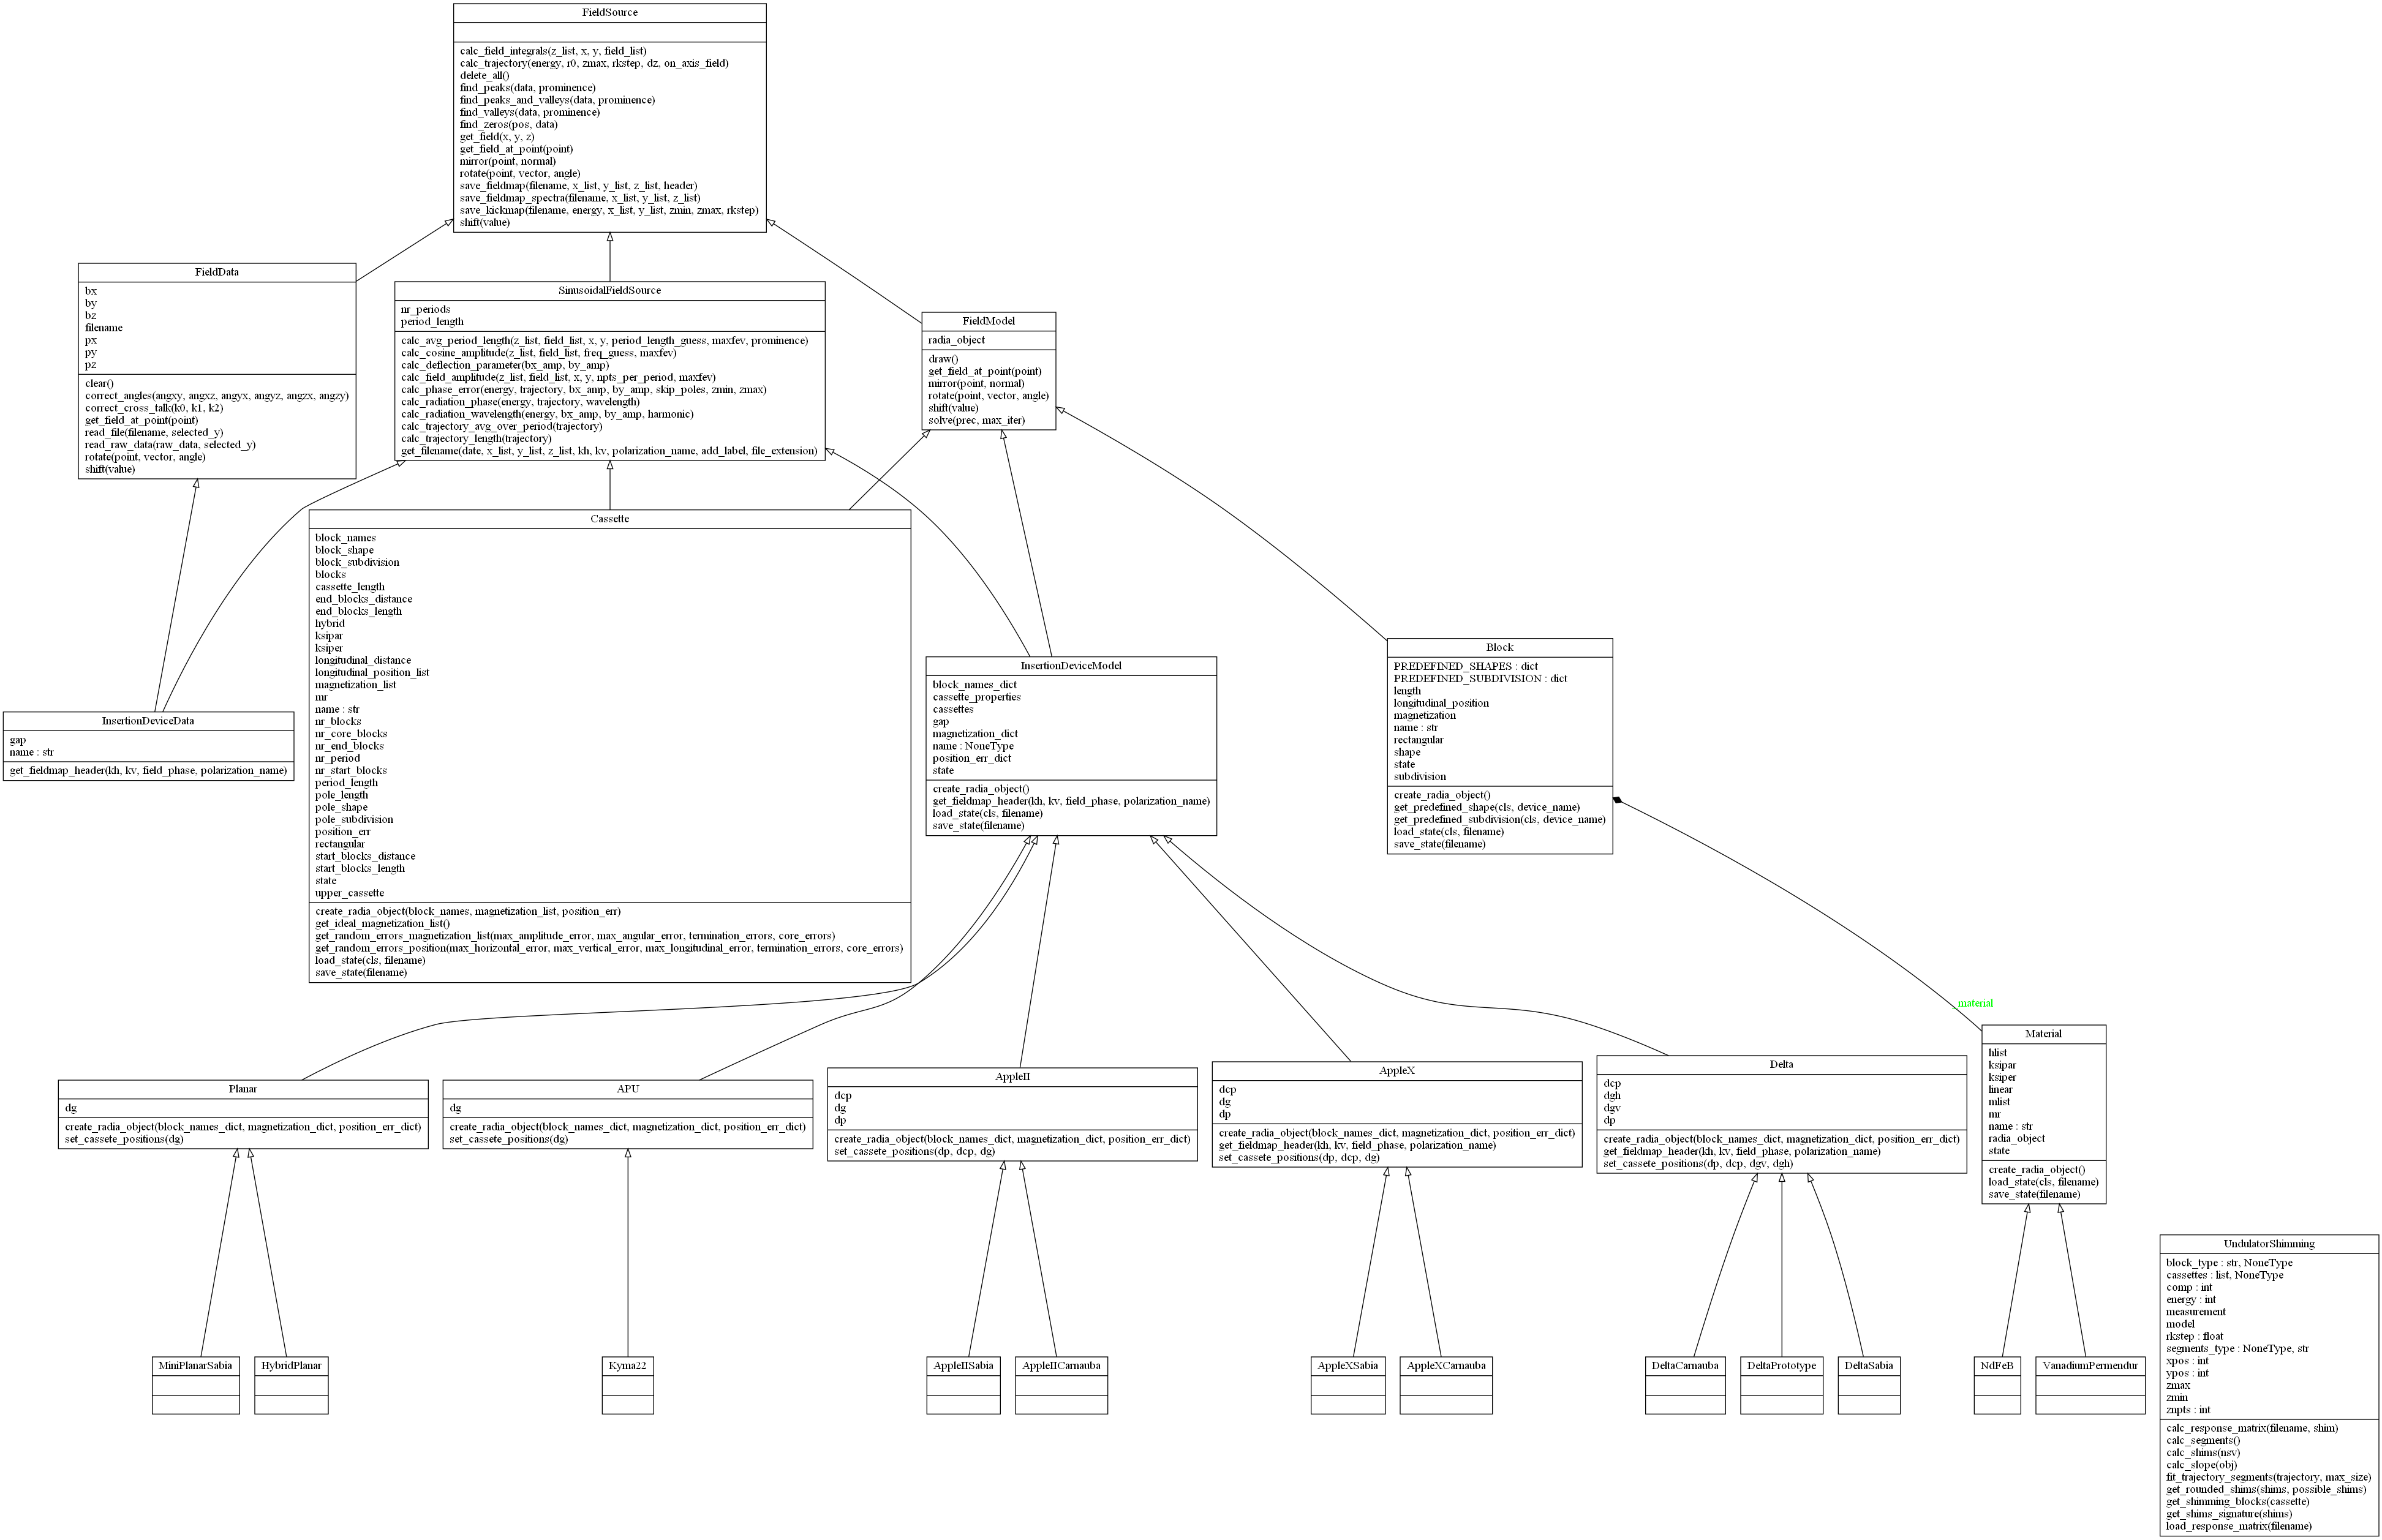 FieldSource
calc_field_integrals(z_list, x, y, field_list)
calc_trajectory(energy, r0, zmax, rkstep, dz, on_axis_field)
delete_all()
find_peaks(data, prominence)
find_peaks_and_valleys(data, prominence)
find_valleys(data, prominence)
find_zeros(pos, data)
get_field(x, y, z)
get_field_at_point(point)
mirror(point, normal)
rotate(point, vector, angle)
save_fieldmap(filename, x_list, y_list, z_list, header)
save_fieldmap_spectra(filename, x_list, y_list, z_list)
save_kickmap(filename, energy, x_list, y_list, zmin, zmax, rkstep)
shift(value)
FieldData
bx
by
bz
filename
px
py
pz
clear()
correct_angles(angxy, angxz, angyx, angyz, angzx, angzy)
correct_cross_talk(k0, k1, k2)
get_field_at_point(point)
read_file(filename, selected_y)
read_raw_data(raw_data, selected_y)
rotate(point, vector, angle)
shift(value)
SinusoidalFieldSource
nr_periods
period_length
calc_avg_period_length(z_list, field_list, x, y, period_length_guess, maxfev, prominence)
calc_cosine_amplitude(z_list, field_list, freq_guess, maxfev)
calc_deflection_parameter(bx_amp, by_amp)
calc_field_amplitude(z_list, field_list, x, y, npts_per_period, maxfev)
calc_phase_error(energy, trajectory, bx_amp, by_amp, skip_poles, zmin, zmax)
calc_radiation_phase(energy, trajectory, wavelength)
calc_radiation_wavelength(energy, bx_amp, by_amp, harmonic)
calc_trajectory_avg_over_period(trajectory)
calc_trajectory_length(trajectory)
get_filename(date, x_list, y_list, z_list, kh, kv, polarization_name, add_label, file_extension)
FieldModel
radia_object
draw()
get_field_at_point(point)
mirror(point, normal)
rotate(point, vector, angle)
shift(value)
solve(prec, max_iter)
Cassette
block_names
block_shape
block_subdivision
blocks
cassette_length
end_blocks_distance
end_blocks_length
hybrid
ksipar
ksiper
longitudinal_distance
longitudinal_position_list
magnetization_list
mr
name : str
nr_blocks
nr_core_blocks
nr_end_blocks
nr_period
nr_start_blocks
period_length
pole_length
pole_shape
pole_subdivision
position_err
rectangular
start_blocks_distance
start_blocks_length
state
upper_cassette
create_radia_object(block_names, magnetization_list, position_err)
get_ideal_magnetization_list()
get_random_errors_magnetization_list(max_amplitude_error, max_angular_error, termination_errors, core_errors)
get_random_errors_position(max_horizontal_error, max_vertical_error, max_longitudinal_error, termination_errors, core_errors)
load_state(cls, filename)
save_state(filename)
InsertionDeviceData
gap
name : str
get_fieldmap_header(kh, kv, field_phase, polarization_name)
InsertionDeviceModel
block_names_dict
cassette_properties
cassettes
gap
magnetization_dict
name : NoneType
position_err_dict
state
create_radia_object()
get_fieldmap_header(kh, kv, field_phase, polarization_name)
load_state(cls, filename)
save_state(filename)
Block
PREDEFINED_SHAPES : dict
PREDEFINED_SUBDIVISION : dict
length
longitudinal_position
magnetization
name : str
rectangular
shape
state
subdivision
create_radia_object()
get_predefined_shape(cls, device_name)
get_predefined_subdivision(cls, device_name)
load_state(cls, filename)
save_state(filename)
_material
Planar
dg
create_radia_object(block_names_dict, magnetization_dict, position_err_dict)
set_cassete_positions(dg)
APU
dg
create_radia_object(block_names_dict, magnetization_dict, position_err_dict)
set_cassete_positions(dg)
AppleII
dcp
dg
dp
create_radia_object(block_names_dict, magnetization_dict, position_err_dict)
set_cassete_positions(dp, dcp, dg)
AppleX
dcp
dg
dp
create_radia_object(block_names_dict, magnetization_dict, position_err_dict)
get_fieldmap_header(kh, kv, field_phase, polarization_name)
set_cassete_positions(dp, dcp, dg)
Delta
dcp
dgh
dgv
dp
create_radia_object(block_names_dict, magnetization_dict, position_err_dict)
get_fieldmap_header(kh, kv, field_phase, polarization_name)
set_cassete_positions(dp, dcp, dgv, dgh)
Material
hlist
ksipar
ksiper
linear
mlist
mr
name : str
radia_object
state
create_radia_object()
load_state(cls, filename)
save_state(filename)
MiniPlanarSabia
HybridPlanar
Kyma22
AppleIISabia
AppleIICarnauba
AppleXSabia
AppleXCarnauba
DeltaCarnauba
DeltaPrototype
DeltaSabia
NdFeB
VanadiumPermendur
UndulatorShimming
block_type : str, NoneType
cassettes : list, NoneType
comp : int
energy : int
measurement
model
rkstep : float
segments_type : NoneType, str
xpos : int
ypos : int
zmax
zmin
znpts : int
calc_response_matrix(filename, shim)
calc_segments()
calc_shims(nsv)
calc_slope(obj)
fit_trajectory_segments(trajectory, max_size)
get_rounded_shims(shims, possible_shims)
get_shimming_blocks(cassette)
get_shims_signature(shims)
load_response_matrix(filename)